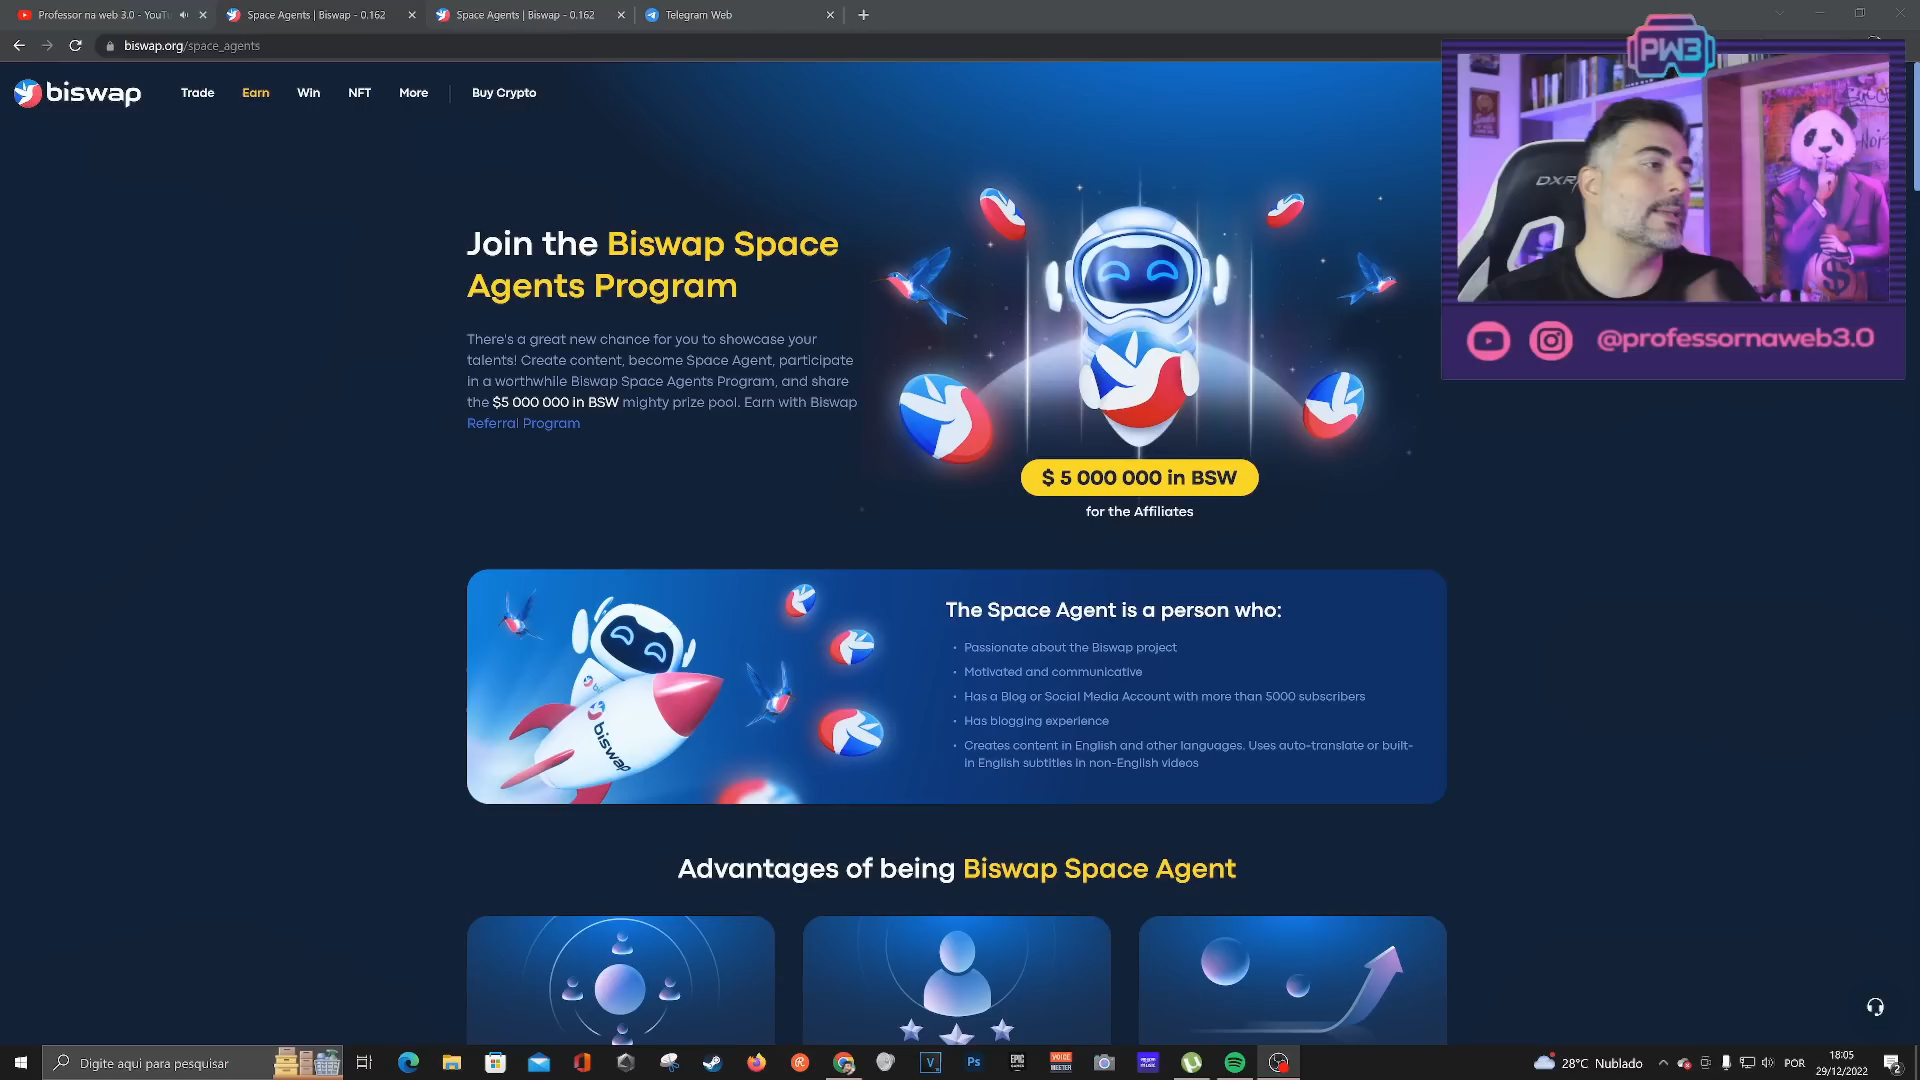 Professor na web 3.0 - YouTu
Space Agents | Biswap - 0.162
Space Agents | Biswap - 0.162
Telegram Web
biswap.org/space_agents
biswap
Trade
Earn
Win
NFT
More
Buy Crypto
PW3
DXR
@professornaweb3.0
Join the Biswap Space
Agents Program
There's a great new chance for you to showcase your
talents! Create content, become Space Agent, participate
in a worthwhile Biswap Space Agents Program, and share
the $5 000 000 in BSW mighty prize pool. Earn with Biswap
Referral Program
$ 5 000 000 in BSW
for the Affiliates
biswap
The Space Agent is a person who:
• Passionate about the Biswap project
• Motivated and communicative
• Has a Blog or Social Media Account with more than 5000 subscribers
• Has blogging experience
• Creates content in English and other languages. Uses auto-translate or built-
in English subtitles in non-English videos
Advantages of being Biswap Space Agent
Digite aqui para pesquisar
Ps
EPIC
GAMES
VOICE
MEETER
28°C Nublado
POR
18:05
29/12/2022
2